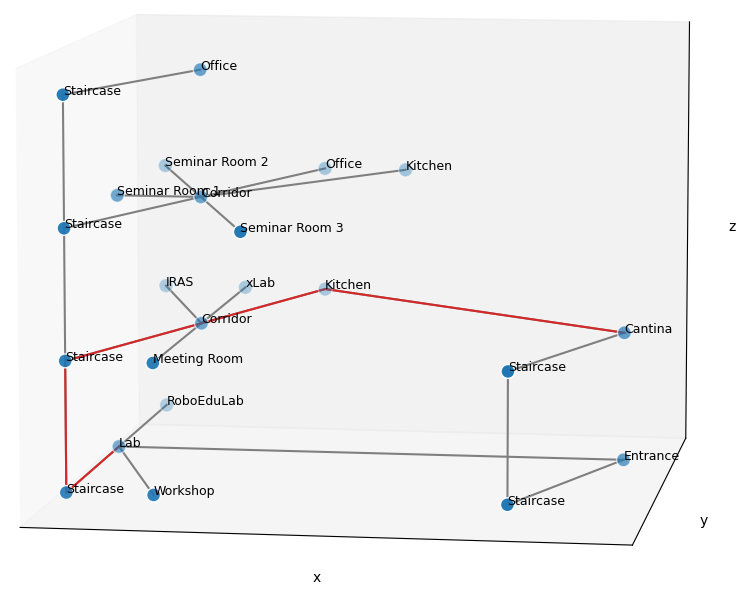 Office
Staircase
Seminar Room 2
Office
Kitchen
Seminar Room 1
Corridor
Staircase
Seminar Room 3
z
JRAS
xLab
Kitchen
Corridor
Cantina
Staircase
Meeting Room
Staircase
RoboEduLab
Lab
Entrance
Staircase
Workshop
Staircase
y
x